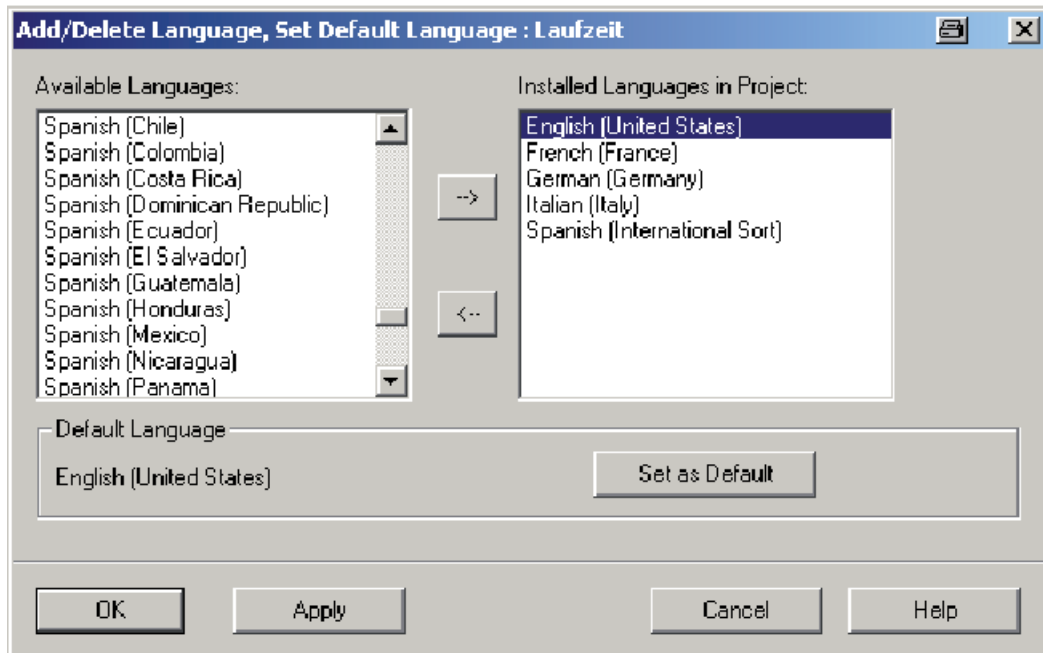 Add/Delete Language, Set Default Language : Laufzeit
Available Languages:
Spanish (Chile)
Spanish (Colombia)
Spanish (Costa Rica)
Spanish (Dominican Republic)
Spanish (Ecuador)
Spanish (El Salvador)
Spanish (Guatemala)
Spanish (Honduras)
Spanish (Mexico)
Spanish (Nicaragua)
Spanish (Panama)
-->
<--
Installed Languages in Project:
English (United States)
French (France)
German (Germany)
Italian (Italy)
Spanish (International Sort)
Default Language
English (United States)
Set as Default
OK
Apply
Cancel
Help